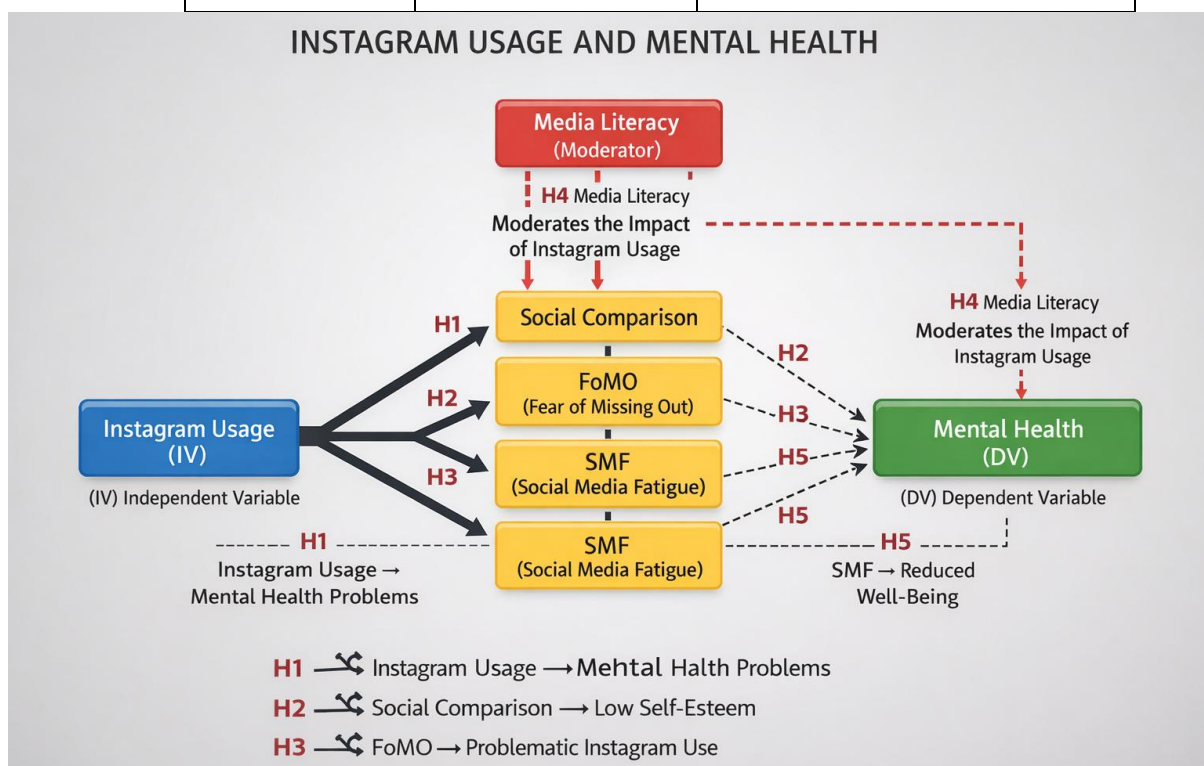 INSTAGRAM USAGE AND MENTAL HEALTH
Media Literacy
(Moderator)
H4 Media Literacy
Moderates the Impact
of Instagram Usage
H1
Social Comparison
H2
H4 Media Literacy
Moderates the Impact of
Instagram Usage
H2
FoMO
(Fear of Missing Out)
H3
Instagram Usage
(IV)
(IV) Independent Variable
H3
SMF
(Social Media Fatigue)
H5
Mental Health
(DV)
(DV) Dependent Variable
H5
SMF
(Social Media Fatigue)
H1
Instagram Usage →
Mental Health Problems
H5
SMF → Reduced
Well-Being
H1 Instagram Usage → Mehtal Halth Problems
H2 Social Comparison → Low Self-Esteem
H3 FoMO → Problematic Instagram Use